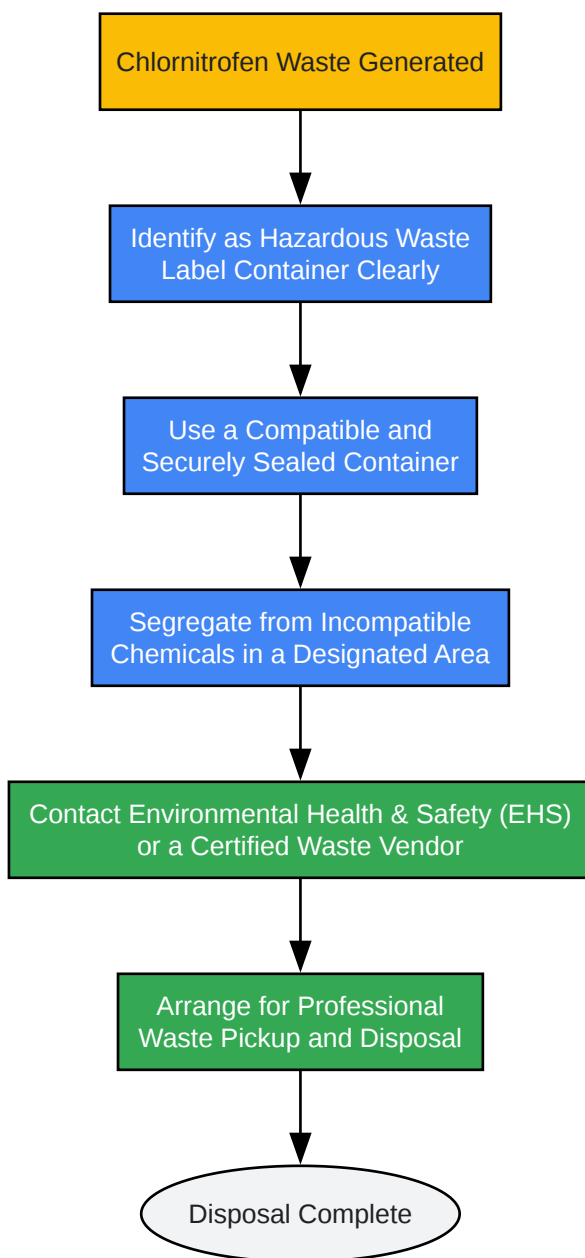 Chlornitrofen Waste Generated
Identify as Hazardous Waste
Label Container Clearly
Use a Compatible and
Securely Sealed Container
Segregate from Incompatible
Chemicals in a Designated Area
Contact Environmental Health & Safety (EHS)
or a Certified Waste Vendor
Arrange for Professional
Waste Pickup and Disposal
Disposal Complete